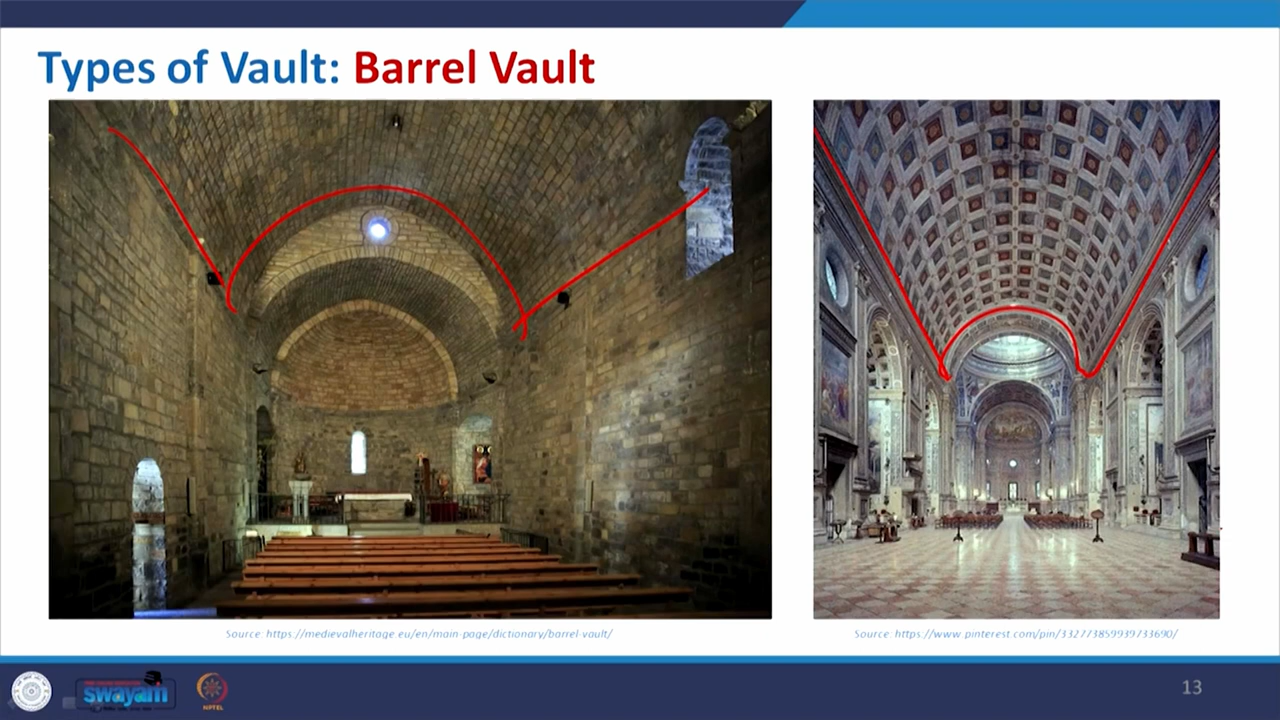 Types of Vault: Barrel Vault
Source: https://medievalheritage.eu/en/main-page/dictionary/barrel-vault/
Source: https://www.pinterest.com/pin/332773859939733690/
swayam
NPTEL
13